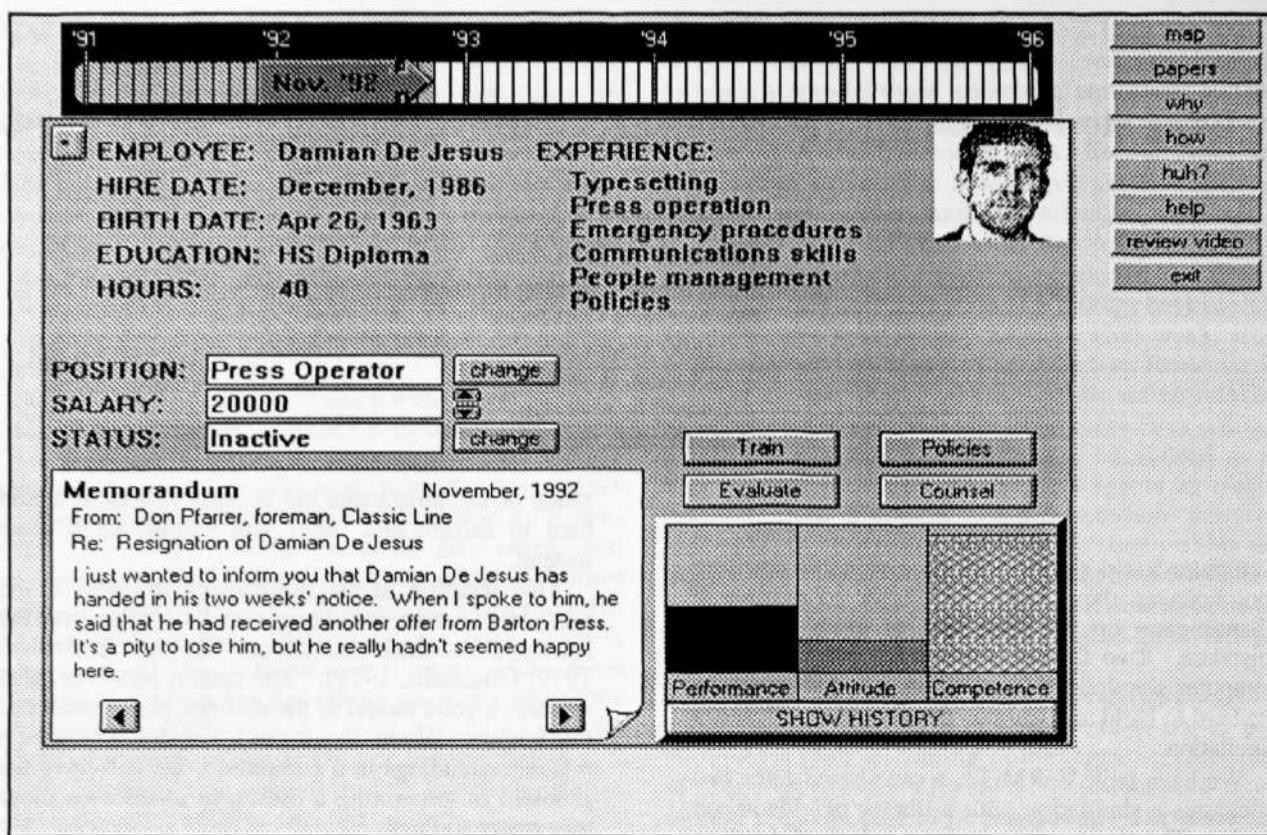 '91 '92 '93 '94 '95 '96
Nov. '92
map
papers
why
how
huh?
help
review video
exit
EMPLOYEE: Damian De Jesus
HIRE DATE: December, 1986
BIRTH DATE: Apr 26, 1963
EDUCATION: HS Diploma
HOURS: 40
EXPERIENCE:
Typesetting
Press operation
Emergency procedures
Communications skills
People management
Policies
POSITION: Press Operator change
SALARY: 20000
STATUS: Inactive change
Train Policies
Evaluate Counsel
Memorandum November, 1992
From: Don Pfarrer, foreman, Classic Line
Re: Resignation of Damian De Jesus
I just wanted to inform you that Damian De Jesus has
handed in his two weeks' notice. When I spoke to him, he
said that he had received another offer from Barton Press.
It's a pity to lose him, but he really hadn't seemed happy
here.
Performance Attitude Competence
SHOW HISTORY